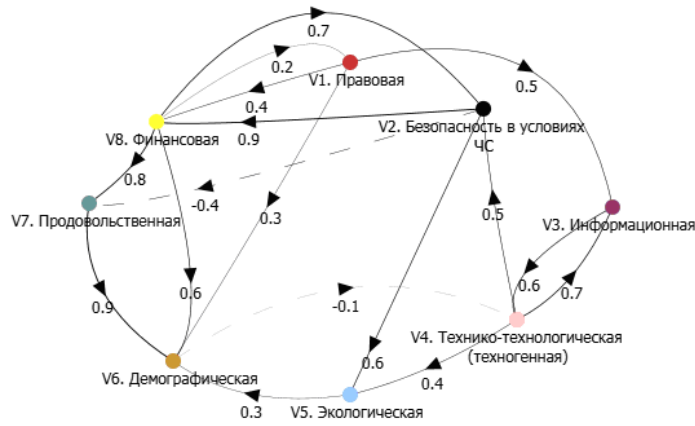 0.7
0.2
V1. Правовая
0.5
0.4
V2. Безопасность в условиях
ЧС
V8. Финансовая
0.9
0.8
-0.4
V7. Продовольственная
0.3
0.5
V3. Информационная
0.6
0.7
0.6
0.9
-0.1
V4. Технико-технологическая
(техногенная)
0.6
V6. Демографическая
0.4
0.3
V5. Экологическая